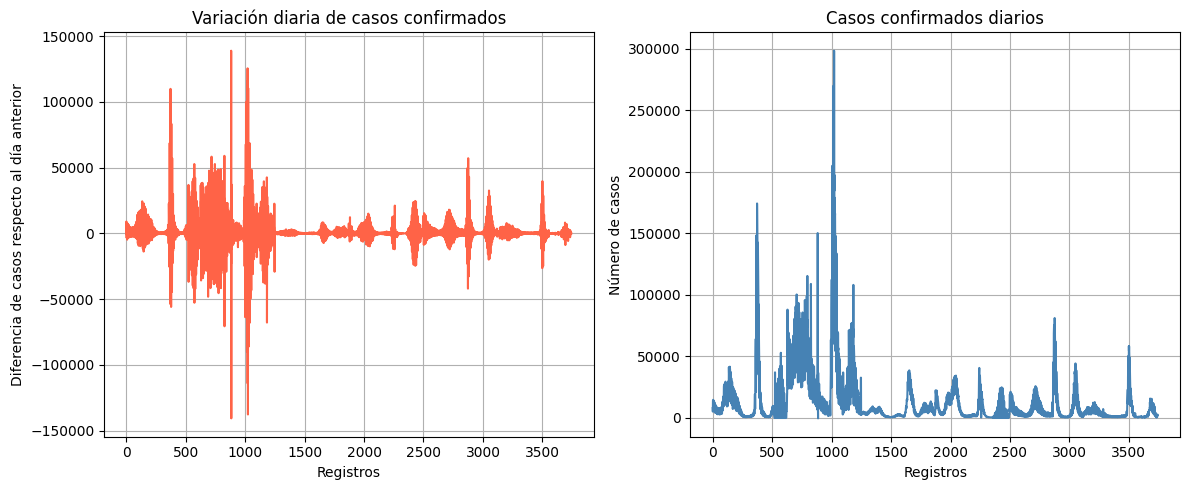 Variación diaria de casos confirmados
Diferencia de casos respecto al día anterior
150000
100000
50000
0
−50000
−100000
−150000
0 500 1000 1500 2000 2500 3000 3500
Registros
Casos confirmados diarios
Número de casos
300000
250000
200000
150000
100000
50000
0
0 500 1000 1500 2000 2500 3000 3500
Registros